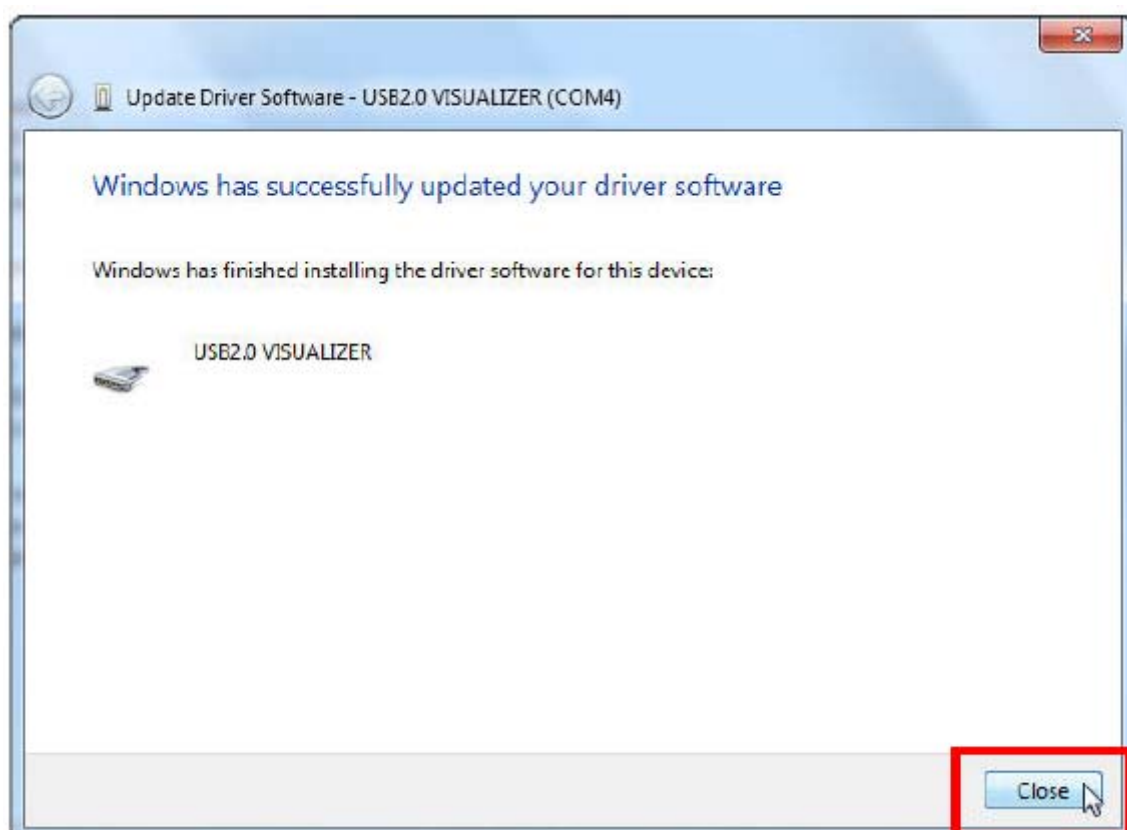 Update Driver Software - USB2.0 VISUALIZER (COM4)
Windows has successfully updated your driver software
Windows has finished installing the driver software for this device:
USB2.0 VISUALIZER
Close